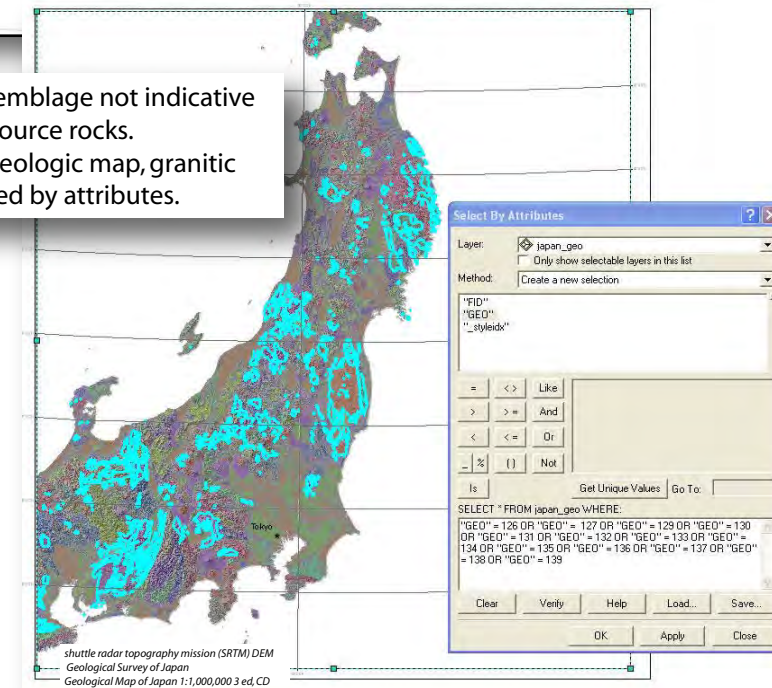 emblage not indicative
ource rocks.
eologic map, granitic
ed by attributes.
Tokyo
shuttle radar topography mission (SRTM) DEM
Geological Survey of Japan
Geological Map of Japan 1:1,000,000 3 ed, CD
Select By Attributes
Layer: japan_geo
Only show selectable layers in this list
Method: Create a new selection
"FID"
"GEO"
"_styleidx"
= < > Like
> > = And
< < = Or
_ % ( ) Not
Is Get Unique Values Go To:
SELECT * FROM japan_geo WHERE:
"GEO" = 126 OR "GEO" = 127 OR "GEO" = 129 OR "GEO" = 130
OR "GEO" = 131 OR "GEO" = 132 OR "GEO" = 133 OR "GEO" =
134 OR "GEO" = 135 OR "GEO" = 136 OR "GEO" = 137 OR "GEO"
= 138 OR "GEO" = 139
Clear Verify Help Load... Save...
OK Apply Close